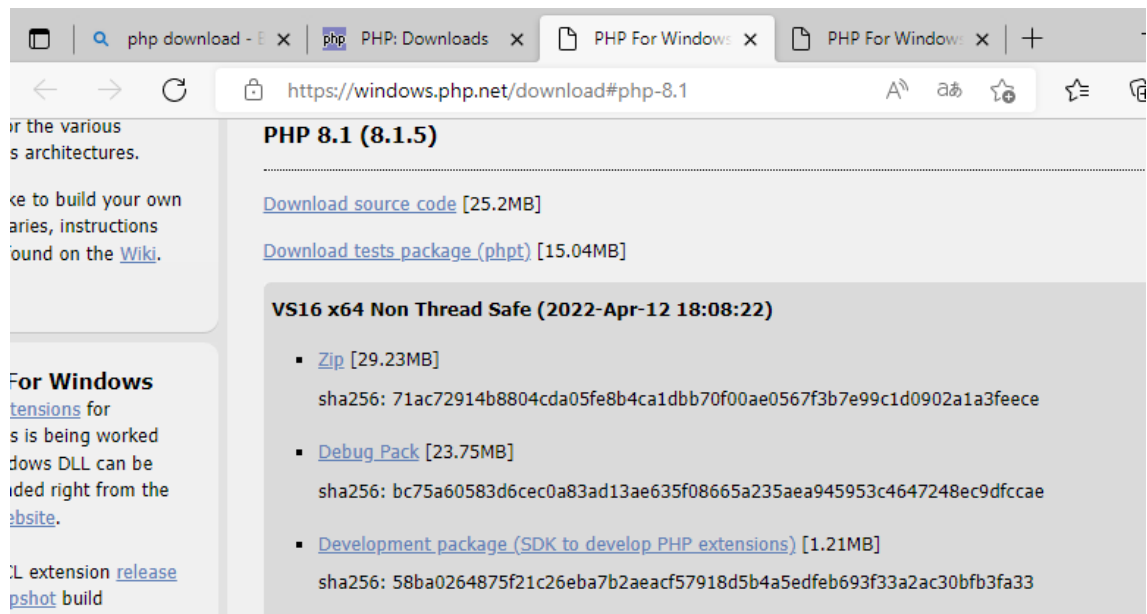 php download - E
PHP: Downloads
PHP For Windows
PHP For Windows
https://windows.php.net/download#php-8.1
or the various
s architectures.
ke to build your own
aries, instructions
ound on the Wiki.
For Windows
tensions for
s is being worked
dows DLL can be
ded right from the
ebsite.
CL extension release
pshot build
PHP 8.1 (8.1.5)
Download source code [25.2MB]
Download tests package (phpt) [15.04MB]
VS16 x64 Non Thread Safe (2022-Apr-12 18:08:22)
Zip [29.23MB]
sha256: 71ac72914b8804cda05fe8b4ca1dbb70f00ae0567f3b7e99c1d0902a1a3feece
Debug Pack [23.75MB]
sha256: bc75a60583d6cec0a83ad13ae635f08665a235aea945953c4647248ec9dfccae
Development package (SDK to develop PHP extensions) [1.21MB]
sha256: 58ba0264875f21c26eba7b2aeacf57918d5b4a5edfeb693f33a2ac30bfb3fa33